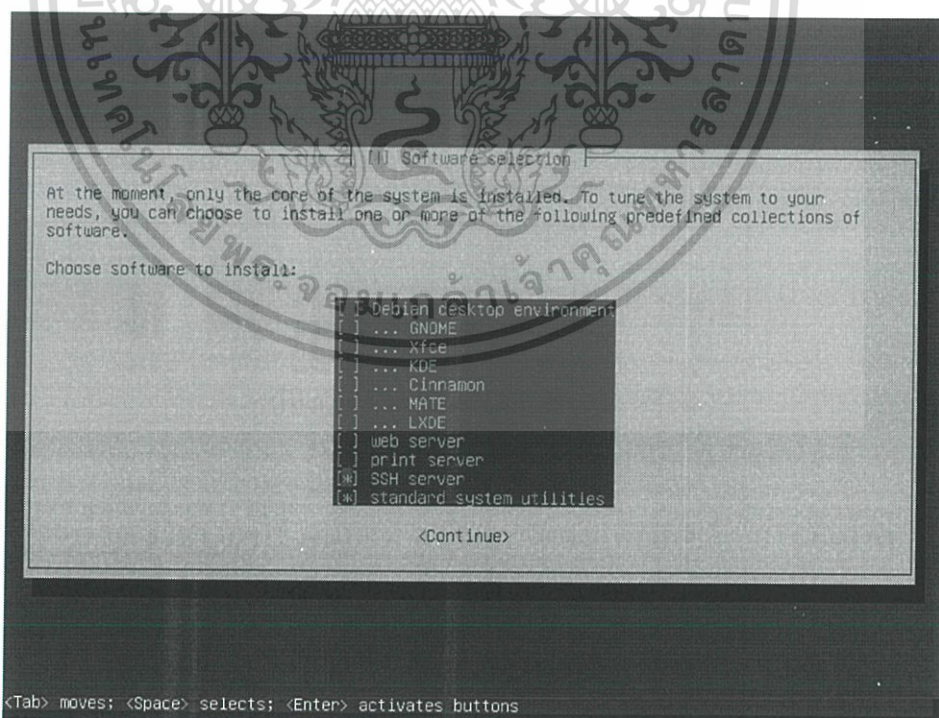 [!] Software selection
At the moment, only the core of the system is installed. To tune the system to your
needs, you can choose to install one or more of the following predefined collections of
software.
Choose software to install:
[ ] Debian desktop environment
[ ] ... GNOME
[ ] ... Xfce
[ ] ... KDE
[ ] ... Cinnamon
[ ] ... MATE
[ ] ... LXDE
[ ] web server
[ ] print server
[*] SSH server
[*] standard system utilities
<Continue>
<Tab> moves; <Space> selects; <Enter> activates buttons